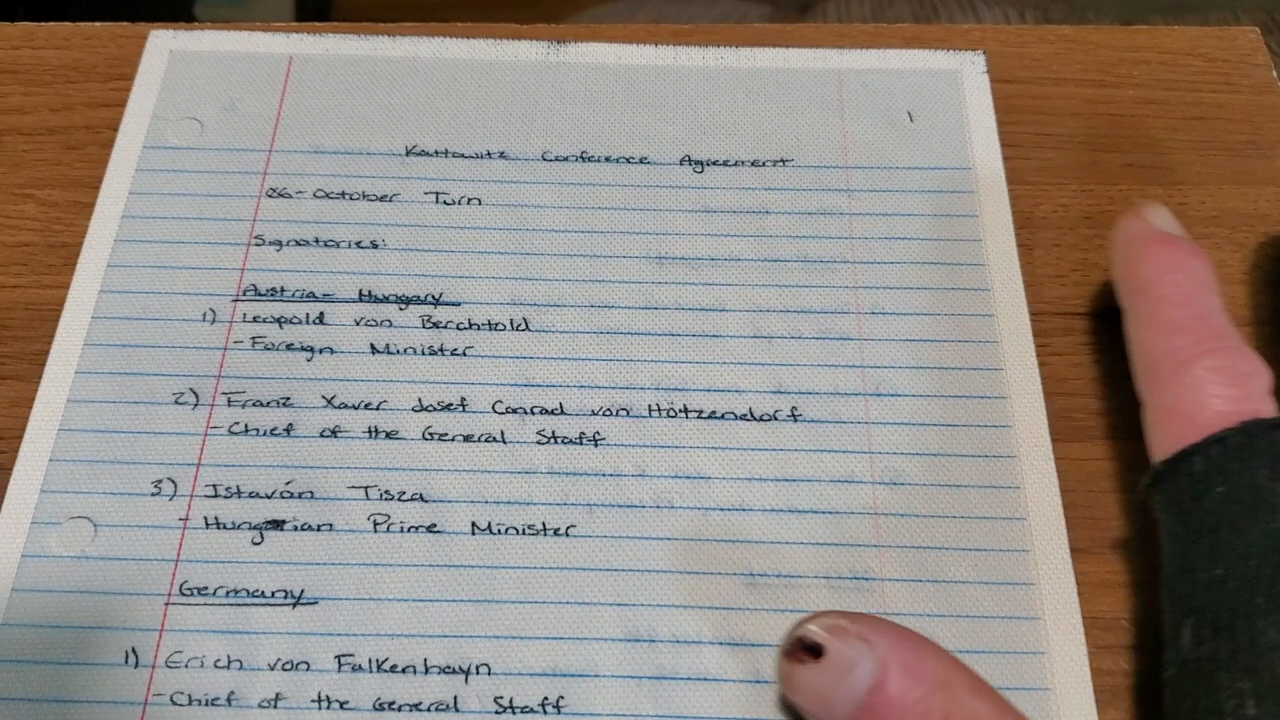 1
Kattowitz Conference Agreement
06-October Turn
Signatories:
Austria-Hungary
1) Leopold von Berchtold
-Foreign Minister
2) Franz Xaver Josef Conrad von Hötzendorf
-Chief of the General Staff
3) Istavón Tisza
- Hungarian Prime Minister
Germany
1) Erich von Falkenhayn
-Chief of the General Staff